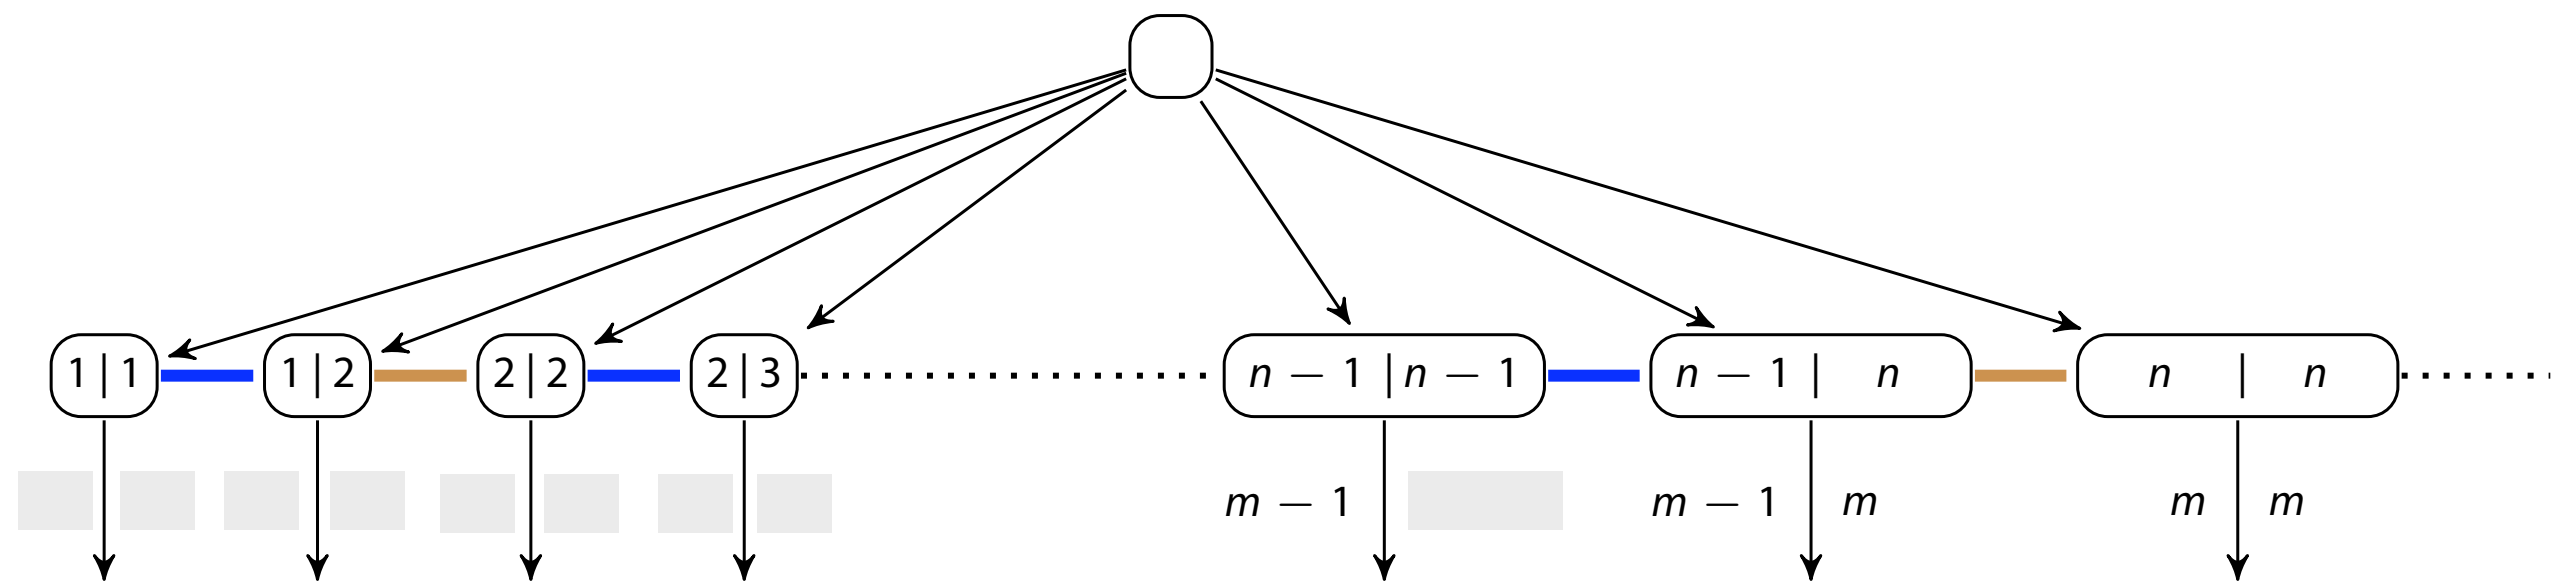 1 | 1 1 | 2 2 | 2 2 | 3 n − 1 | n − 1 n − 1 | n n | n
m − 1 m − 1 m m m